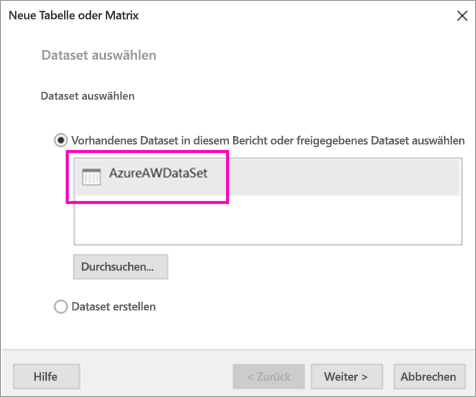 Neue Tabelle oder Matrix
Dataset auswählen
Dataset auswählen
Vorhandenes Dataset in diesem Bericht oder freigegebenes Dataset auswählen
AzureAWDataSet
Durchsuchen...
Dataset erstellen
Hilfe
< Zurück
Weiter >
Abbrechen